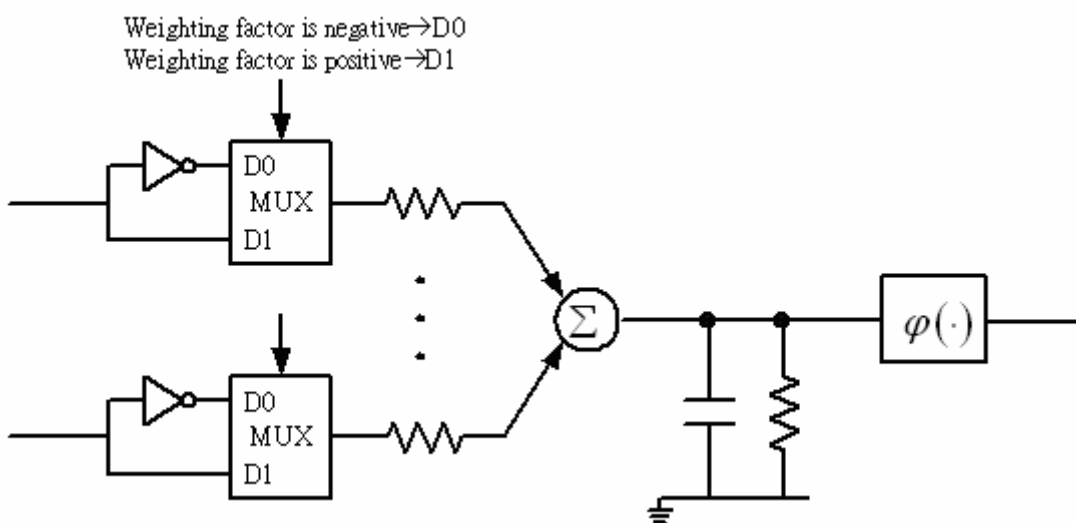 Weighting factor is negative→D0
Weighting factor is positive→D1
D0
MUX
D1
Σ
φ(·)
D0
MUX
D1